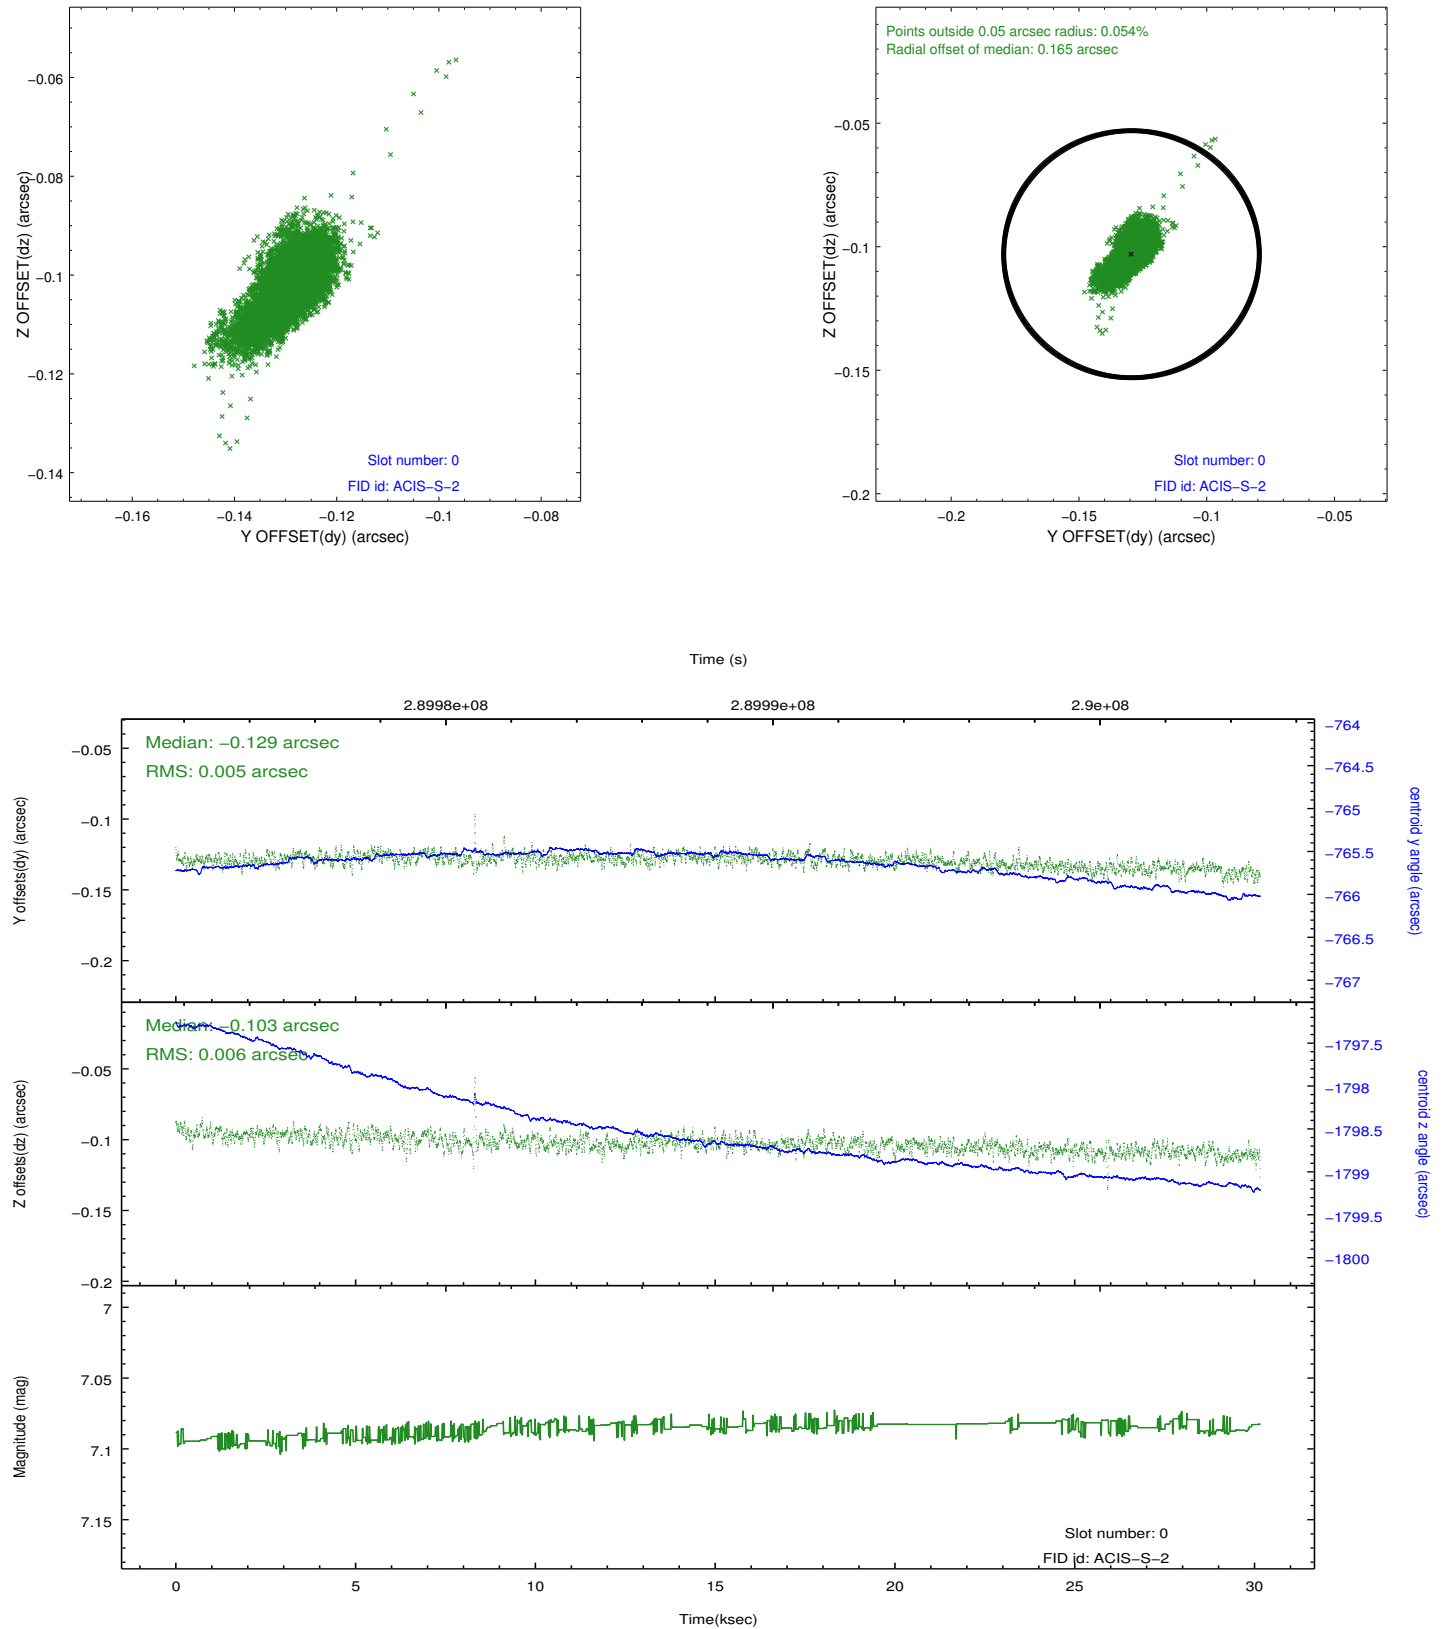 −0.06
−0.08
−0.1
−0.12
−0.14
Z OFFSET(dz) (arcsec)
Slot number: 0
FID id: ACIS−S−2
−0.16
−0.14
−0.12
−0.1
−0.08
Y OFFSET(dy) (arcsec)
Points outside 0.05 arcsec radius: 0.054%
Radial offset of median: 0.165 arcsec
−0.05
−0.1
−0.15
−0.2
Z OFFSET(dz) (arcsec)
Slot number: 0
FID id: ACIS−S−2
−0.2
−0.15
−0.1
−0.05
Y OFFSET(dy) (arcsec)
Time (s)
2.8998e+08
2.8999e+08
2.9e+08
Median: −0.129 arcsec
RMS: 0.005 arcsec
−0.05
−0.1
−0.15
−0.2
Y offsets(dy) (arcsec)
−764
−764.5
−765
−765.5
−766
−766.5
−767
centroid y angle (arcsec)
Median: −0.103 arcsec
RMS: 0.006 arcsec
−0.05
−0.1
−0.15
−0.2
Z offsets(dz) (arcsec)
−1797.5
−1798
−1798.5
−1799
−1799.5
−1800
centroid z angle (arcsec)
7
7.05
7.1
7.15
Magnitude (mag)
Slot number: 0
FID id: ACIS−S−2
0
5
10
15
20
25
30
Time(ksec)